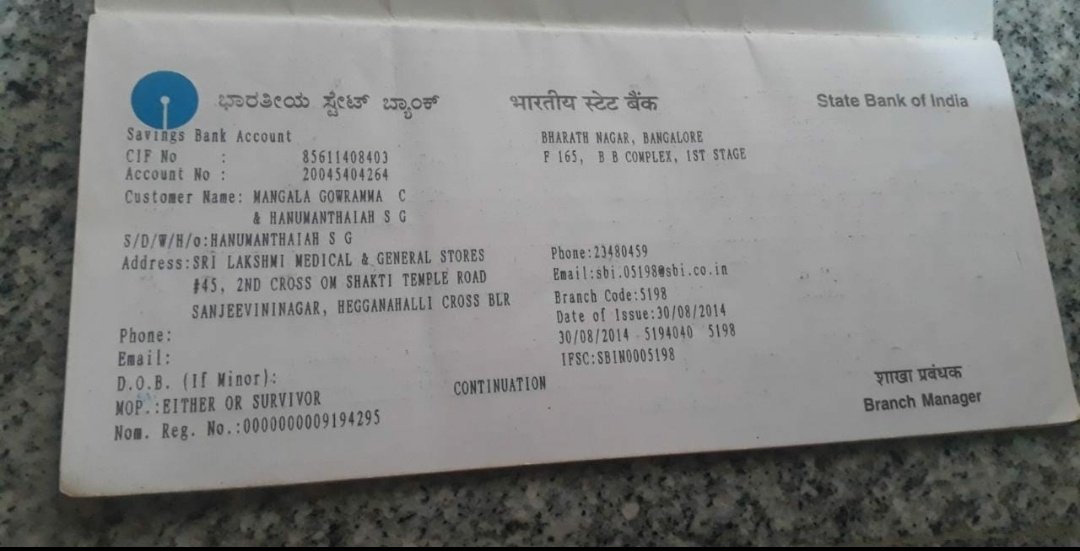 ಭಾರತೀಯ ಸ್ಟೇಟ್ ಬ್ಯಾಂಕ್ भारतीय स्टेट बैंक State Bank of India
Savings Bank Account
CIF No : 85611408403
Account No : 20045404264
Customer Name: MANGALA GOWRAMMA C
& HANUMANTHAIAH S G
S/D/W/H/o:HANUMANTHAIAH S G
Address:SRI LAKSHMI MEDICAL & GENERAL STORES
#45, 2ND CROSS OM SHAKTI TEMPLE ROAD
SANJEEVININAGAR, HEGGANAHALLI CROSS BLR
Phone:
Email:
D.O.B. (If Minor):
MOP.:EITHER OR SURVIVOR
Nom. Reg. No.:0000000009194295
BHARATH NAGAR, BANGALORE
F 165, B B COMPLEX, 1ST STAGE
Phone:23480459
Email:sbi.05198@sbi.co.in
Branch Code:5198
Date of Issue:30/08/2014
30/08/2014 5194040 5198
IFSC:SBIN0005198
CONTINUATION
शाखा प्रबंधक
Branch Manager